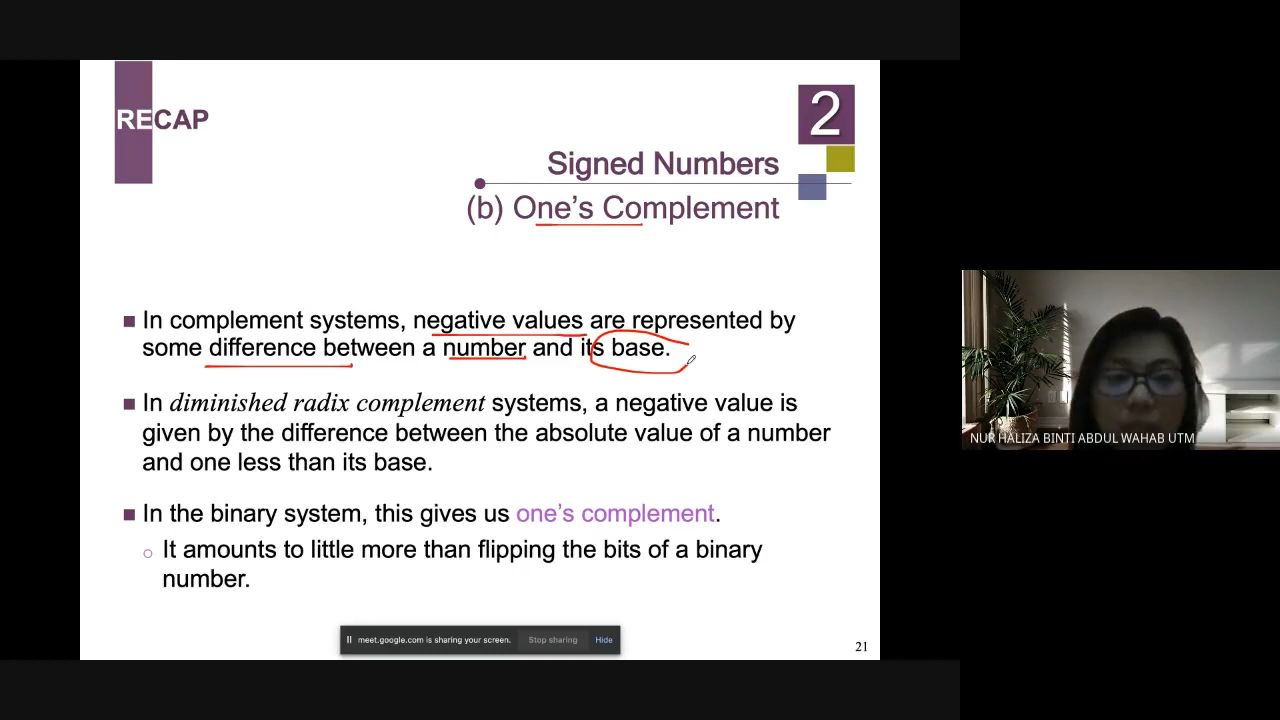 RECAP
2
Signed Numbers
(b) One's Complement
In complement systems, negative values are represented by
some difference between a number and its base.
In diminished radix complement systems, a negative value is
given by the difference between the absolute value of a number
and one less than its base.
In the binary system, this gives us one's complement.
It amounts to little more than flipping the bits of a binary
number.
meet.google.com is sharing your screen. Stop sharing Hide
21
NUR HALIZA BINTI ABDUL WAHAB UTM